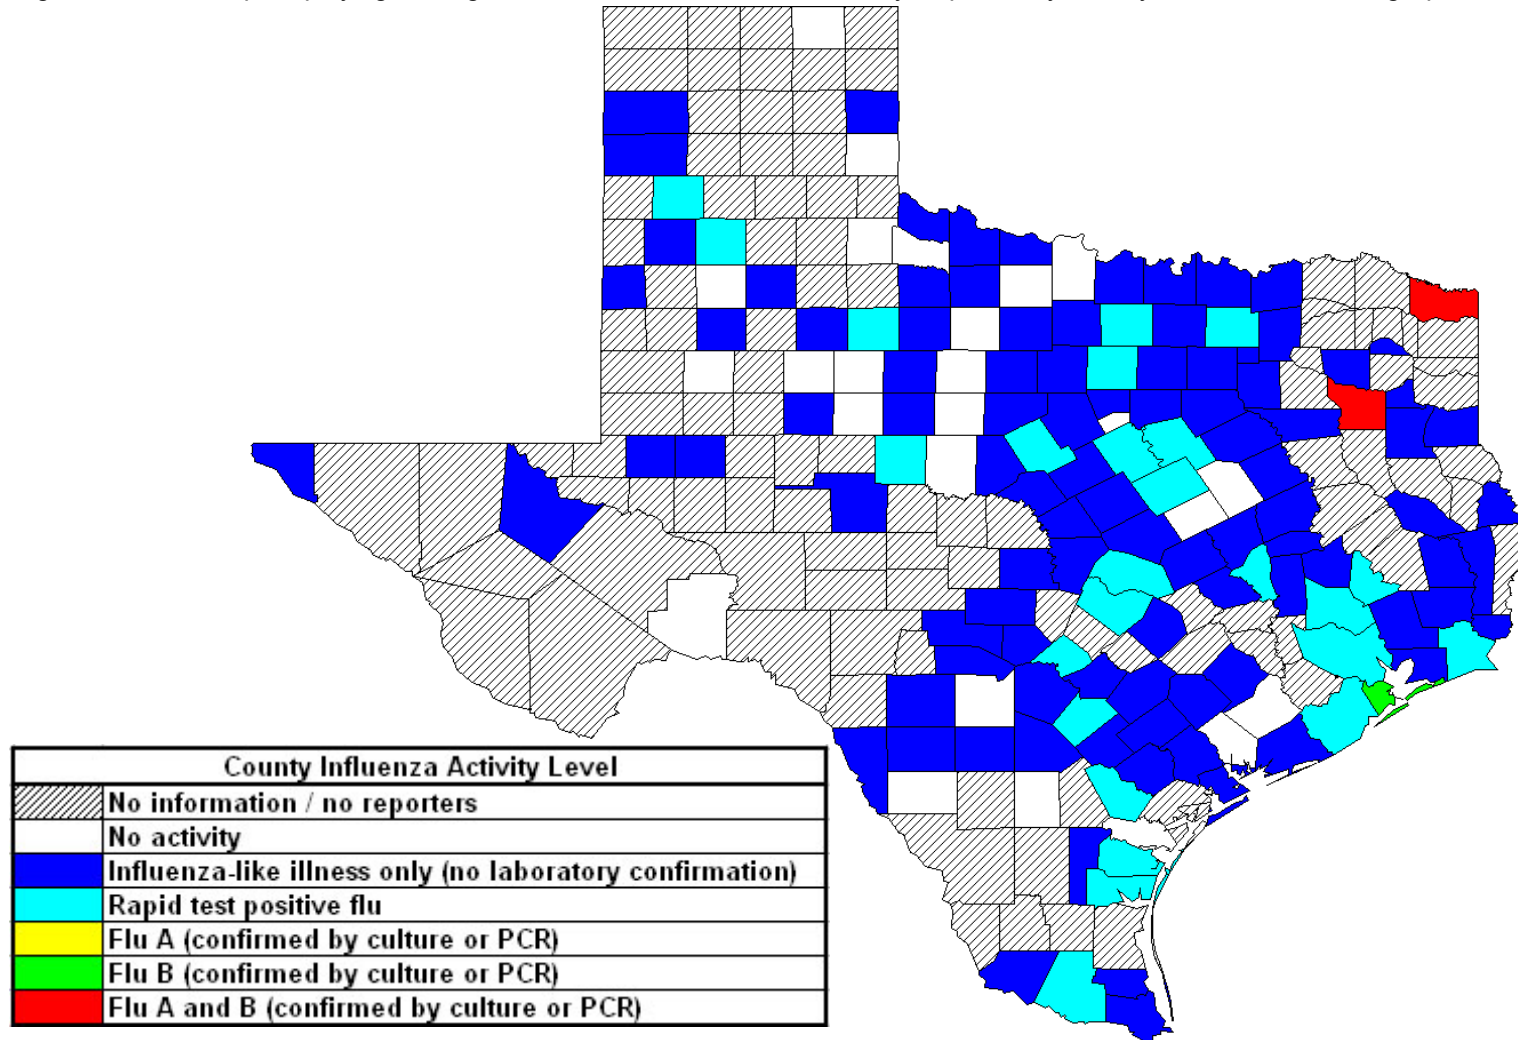 County Influenza Activity Level
No information / no reporters
No activity
Influenza-like illness only (no laboratory confirmation)
Rapid test positive flu
Flu A (confirmed by culture or PCR)
Flu B (confirmed by culture or PCR)
Flu A and B (confirmed by culture or PCR)